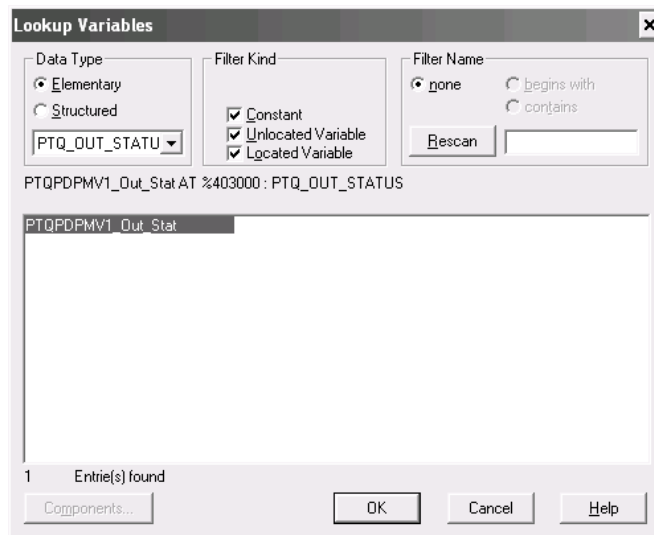 Lookup Variables
Data Type
Elementary
Structured
PTQ_OUT_STATU
Filter Kind
Constant
Unlocated Variable
Located Variable
Filter Name
none
begins with
contains
Rescan
PTQPDPMV1_Out_Stat AT %403000 : PTQ_OUT_STATUS
PTQPDPMV1_Out_Stat
1 Entrie(s) found
Components...
OK
Cancel
Help